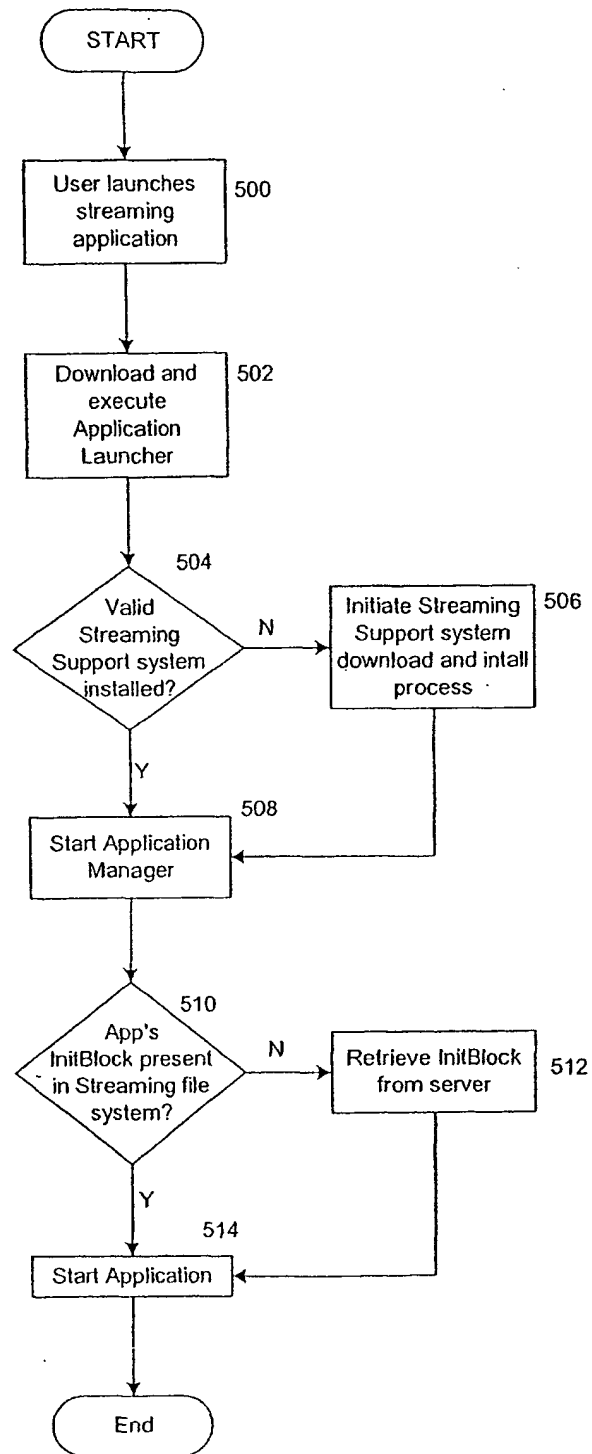 START
User launches
streaming
application
500
Download and
execute
Application
Launcher
502
504
Valid
Streaming
Support system
installed?
N
Initiate Streaming
Support system
download and intall
process
506
Y
508
Start Application
Manager
510
App's
InitBlock present
in Streaming file
system?
N
Retrieve InitBlock
from server
512
Y
514
Start Application
End